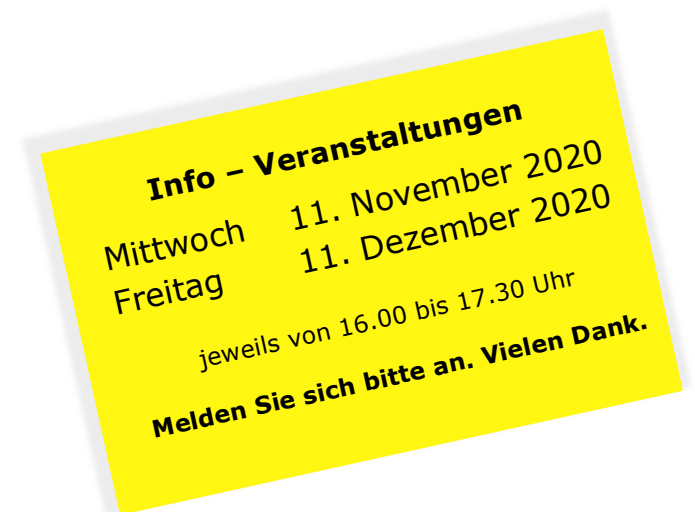 Info – Veranstaltungen
Mittwoch 11. November 2020
Freitag 11. Dezember 2020
jeweils von 16.00 bis 17.30 Uhr
Melden Sie sich bitte an. Vielen Dank.